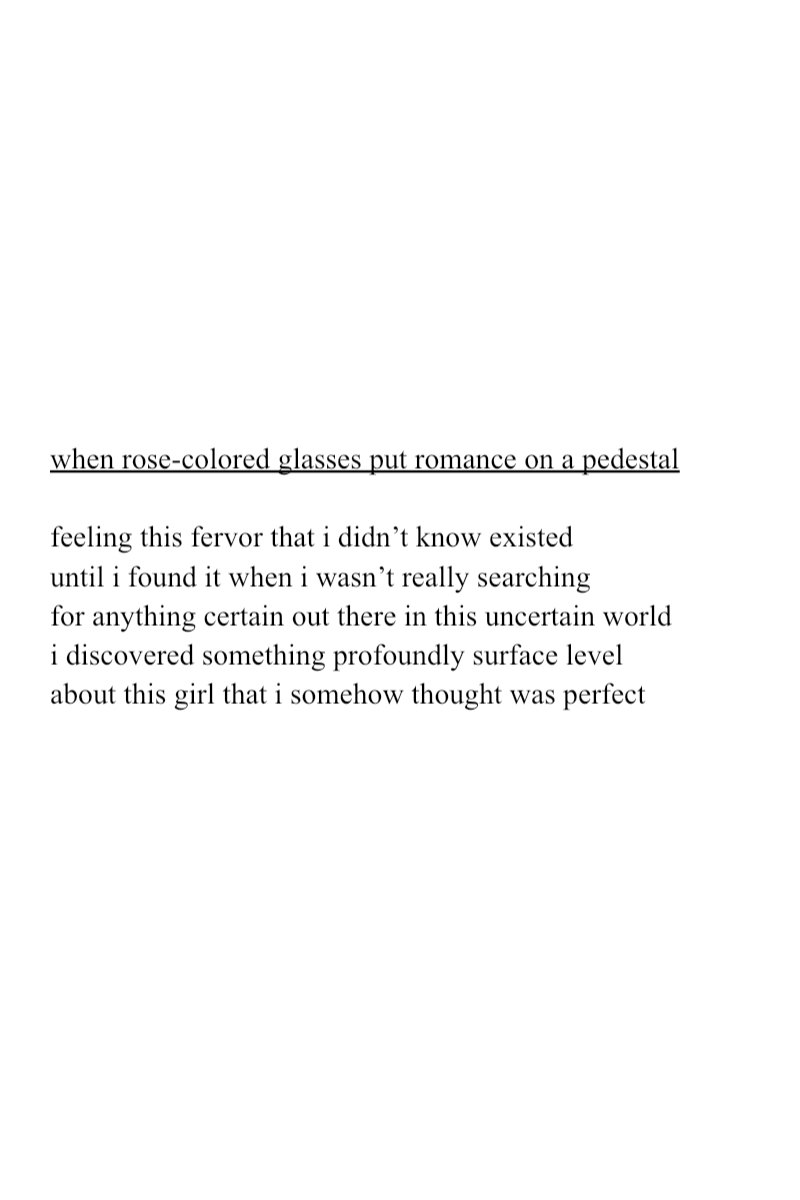 when rose-colored glasses put romance on a pedestal
feeling this fervor that i didn’t know existed
until i found it when i wasn’t really searching
for anything certain out there in this uncertain world
i discovered something profoundly surface level
about this girl that i somehow thought was perfect